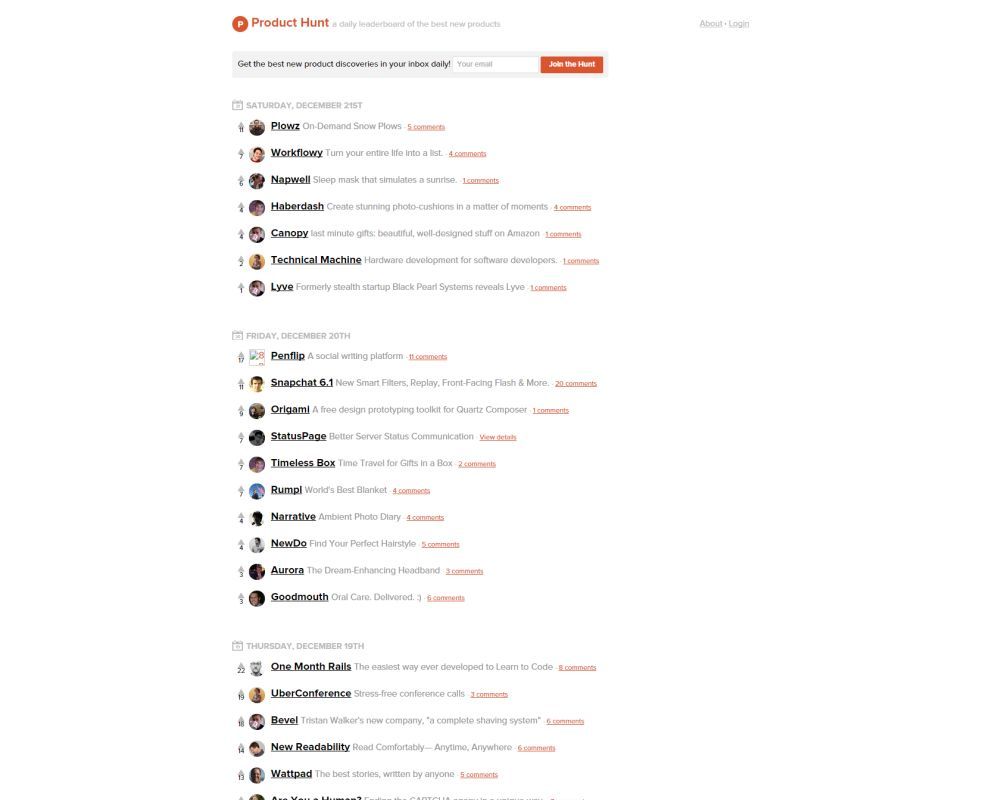 P Product Hunt a daily leaderboard of the best new products
About • Login
Get the best new product discoveries in your inbox daily! Your email Join the Hunt
SATURDAY, DECEMBER 21ST
11 Plowz On-Demand Snow Plows · 5 comments
7 Workflowy Turn your entire life into a list. · 4 comments
6 Napwell Sleep mask that simulates a sunrise. · 1 comments
4 Haberdash Create stunning photo-cushions in a matter of moments · 4 comments
4 Canopy last minute gifts: beautiful, well-designed stuff on Amazon · 1 comments
2 Technical Machine Hardware development for software developers. · 1 comments
1 Lyve Formerly stealth startup Black Pearl Systems reveals Lyve · 1 comments
FRIDAY, DECEMBER 20TH
17 Penflip A social writing platform · 11 comments
11 Snapchat 6.1 New Smart Filters, Replay, Front-Facing Flash & More. · 20 comments
9 Origami A free design prototyping toolkit for Quartz Composer · 1 comments
7 StatusPage Better Server Status Communication · View details
7 Timeless Box Time Travel for Gifts in a Box · 2 comments
7 Rumpl World's Best Blanket · 4 comments
4 Narrative Ambient Photo Diary · 4 comments
4 NewDo Find Your Perfect Hairstyle · 5 comments
3 Aurora The Dream-Enhancing Headband · 3 comments
3 Goodmouth Oral Care. Delivered. :) · 6 comments
THURSDAY, DECEMBER 19TH
22 One Month Rails The easiest way ever developed to Learn to Code · 8 comments
19 UberConference Stress-free conference calls · 3 comments
18 Bevel Tristan Walker's new company, "a complete shaving system" · 6 comments
14 New Readability Read Comfortably— Anytime, Anywhere · 6 comments
13 Wattpad The best stories, written by anyone · 5 comments
Are You a Human?